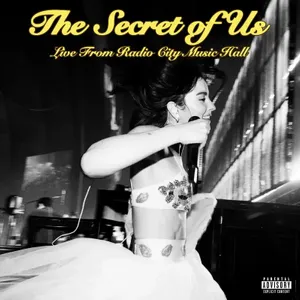 The Secret of Us
Live From Radio City Music Hall
PARENTAL
ADVISORY
EXPLICIT CONTENT